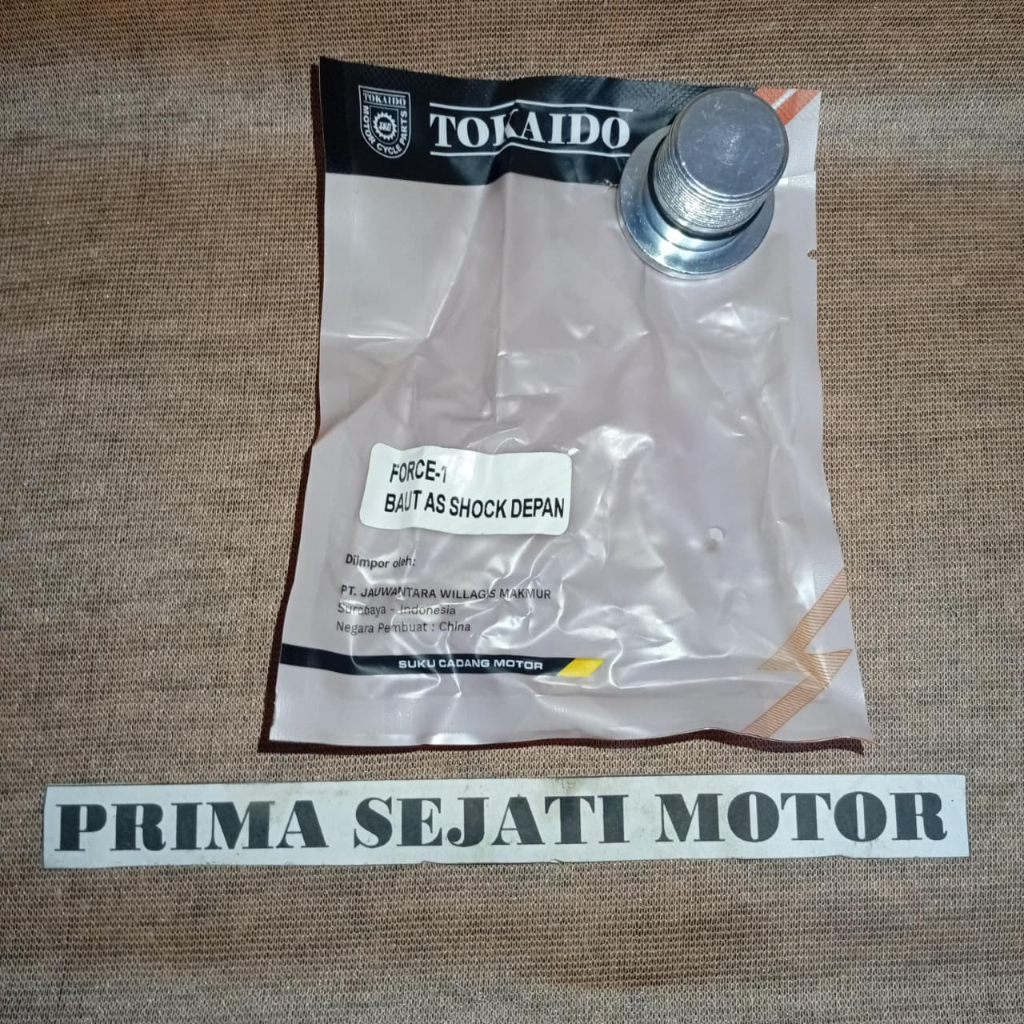 TOKAIDO
MOTOR CYCLE PARTS
TOKAIDO
FORCE-1
BAUT AS SHOCK DEPAN
Diimpor oleh:
PT. JAUWANTARA WILLAGIS MAKMUR
Surabaya - Indonesia
Negara Pembuat : China
SUKU CADANG MOTOR
PRIMA SEJATI MOTOR